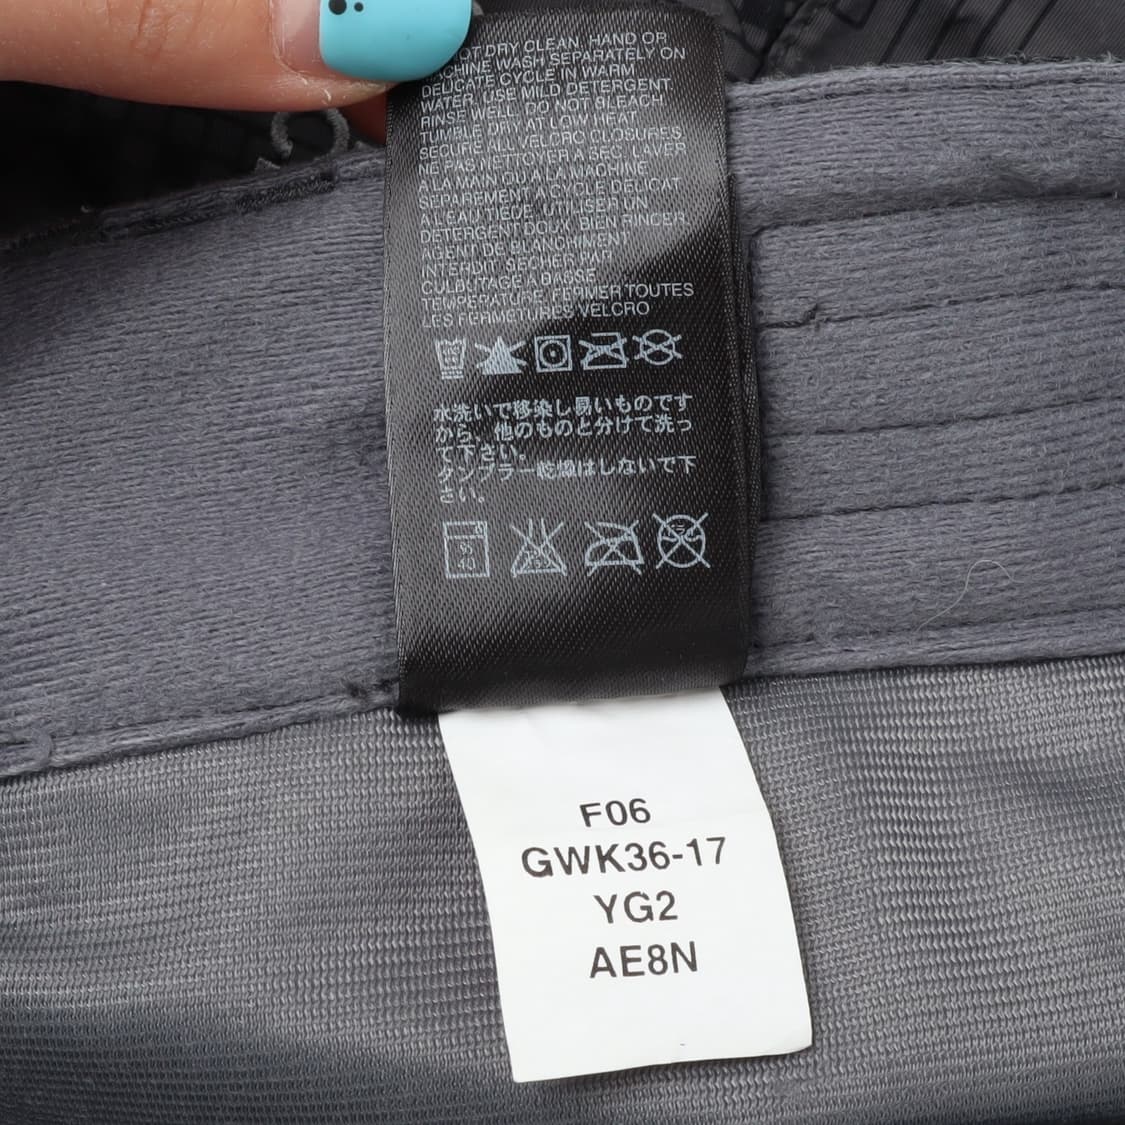 NOT DRY CLEAN. HAND OR
MACHINE WASH SEPARATELY ON
DELICATE CYCLE IN WARM
WATER. USE MILD DETERGENT.
RINSE WELL. DO NOT BLEACH.
TUMBLE DRY AT LOW HEAT.
SECURE ALL VELCRO CLOSURES.
NE PAS NETTOYER A SEC. LAVER
A LA MAIN OU A LA MACHINE
SEPAREMENT A CYCLE DELICAT
A L'EAU TIEDE. UTILISER UN
DETERGENT DOUX. BIEN RINCER.
AGENT DE BLANCHIMENT
INTERDIT. SECHER PAR
CULBUTAGE A BASSE
TEMPERATURE. FERMER TOUTES
LES FERMETURES VELCRO
水洗いで移染し易いものです
から、他のものと分けて洗っ
て下さい。
タンブラー乾燥はしないで下
さい。
40
F06
GWK36-17
YG2
AE8N